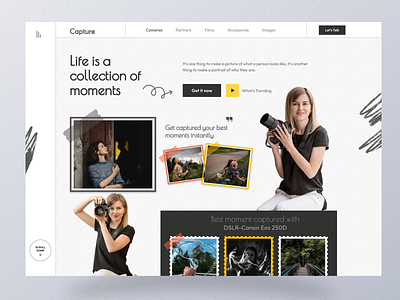 Capture
Cameras
Portraits
Films
Accessories
Images
Let's Talk
Life is a
collection of
moments
It's one thing to make a picture of what a person looks like, it's another
thing to make a portrait of who they are.
Get it now
What's Trending
Get captured your best
moments instantly
SCROLL
DOWN
Best moment captured with
DSLR-Canon Eos 250D